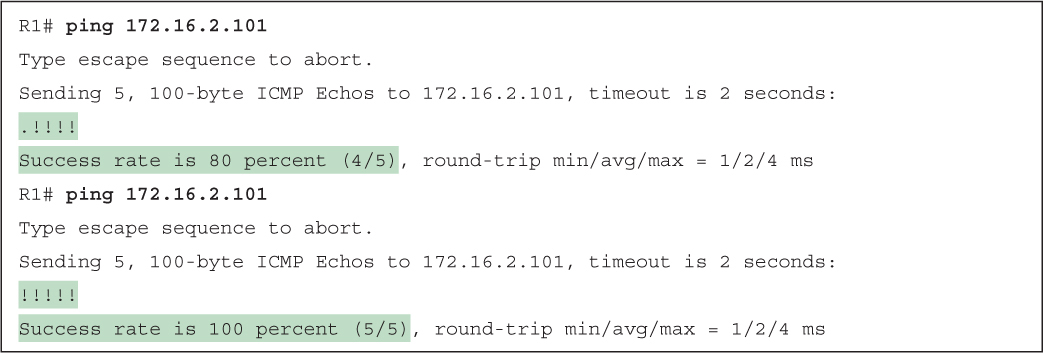 R1# ping 172.16.2.101
Type escape sequence to abort.
Sending 5, 100-byte ICMP Echos to 172.16.2.101, timeout is 2 seconds:
.!!!!
Success rate is 80 percent (4/5), round-trip min/avg/max = 1/2/4 ms
R1# ping 172.16.2.101
Type escape sequence to abort.
Sending 5, 100-byte ICMP Echos to 172.16.2.101, timeout is 2 seconds:
!!!!!
Success rate is 100 percent (5/5), round-trip min/avg/max = 1/2/4 ms